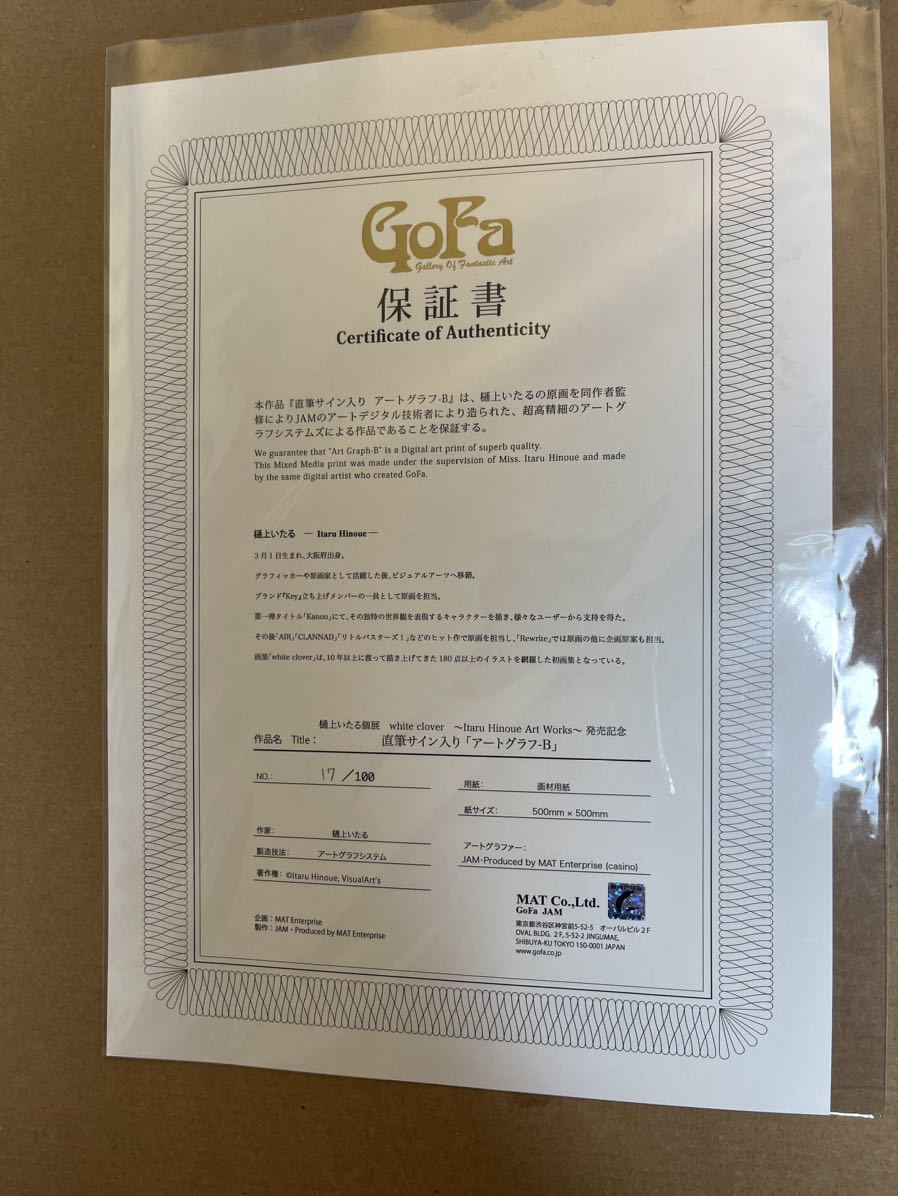 GoFa
Gallery Of Fantastic Art
保証書
Certificate of Authenticity
本作品『直筆サイン入り アートグラフ-B』は、樋上いたるの原画を同作者監
修によりJAMのアートデジタル技術者により造られた、超高精細のアートグ
ラフシステムズによる作品であることを保証する。
We guarantee that "Art Graph-B" is a Digital art print of superb quality.
This Mixed Media print was made under the supervision of Miss. Itaru Hinoue and made
by the same digital artist who created GoFa.
樋上いたる ― Itaru Hinoue ―
3月1日生まれ、大阪府出身。
グラフィッカーや原画家として活躍した後、ビジュアルアーツへ移籍。
ブランド『Key』立ち上げメンバーの一員として原画を担当。
第一弾タイトル「Kanon」にて、その独特の世界観を表現するキャラクターを描き、様々なユーザーから支持を得た。
その後「AIR」「CLANNAD」「リトルバスターズ！」などのヒット作で原画を担当し、「Rewrite」では原画の他に企画原案も担当。
画集「white clover」は、10年以上に渡って描き上げてきた180点以上のイラストを網羅した初画集となっている。
樋上いたる個展 white clover ～Itaru Hinoue Art Works～ 発売記念
作品名 Title： 直筆サイン入り「アートグラフ-B」
NO.： 17/100
用紙： 画材用紙
紙サイズ： 500mm × 500mm
作家： 樋上いたる
製造技法： アートグラフシステム
著作権： ©Itaru Hinoue, VisualArt's
アートグラファー：
JAM・Produced by MAT Enterprise (casino)
企画：MAT Enterprise
製作：JAM・Produced by MAT Enterprise
MAT Co.,Ltd.
GoFa JAM
東京都渋谷区神宮前5-52-5 オーバルビル2F
OVAL BLDG. 2F, 5-52-2 JINGUMAE,
SHIBUYA-KU TOKYO 150-0001 JAPAN
www.gofa.co.jp